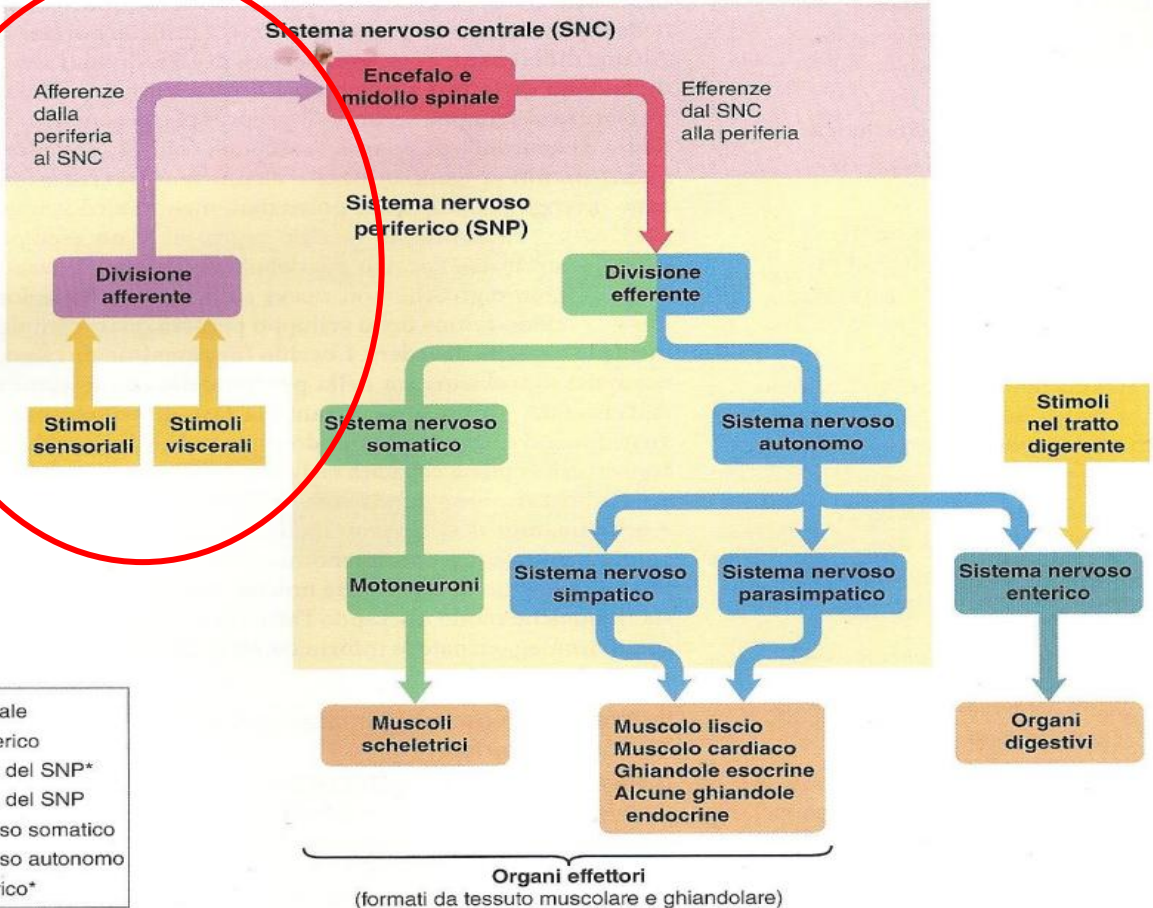 Sistema nervoso centrale (SNC)
Afferenze
dalla
periferia
al SNC
Encefalo e
midollo spinale
Efferenze
dal SNC
alla periferia
Sistema nervoso
periferico (SNP)
Divisione
afferente
Divisione
efferente
Stimoli
sensoriali
Stimoli
viscerali
Sistema nervoso
somatico
Sistema nervoso
autonomo
Stimoli
nel tratto
digerente
Motoneuroni
Sistema nervoso
simpatico
Sistema nervoso
parasimpatico
Sistema nervoso
enterico
Muscoli
scheletrici
Muscolo liscio
Muscolo cardiaco
Ghiandole esocrine
Alcune ghiandole
endocrine
Organi
digestivi
ale
erico
del SNP*
del SNP
so somatico
so autonomo
rico*
Organi effettori
(formati da tessuto muscolare e ghiandolare)